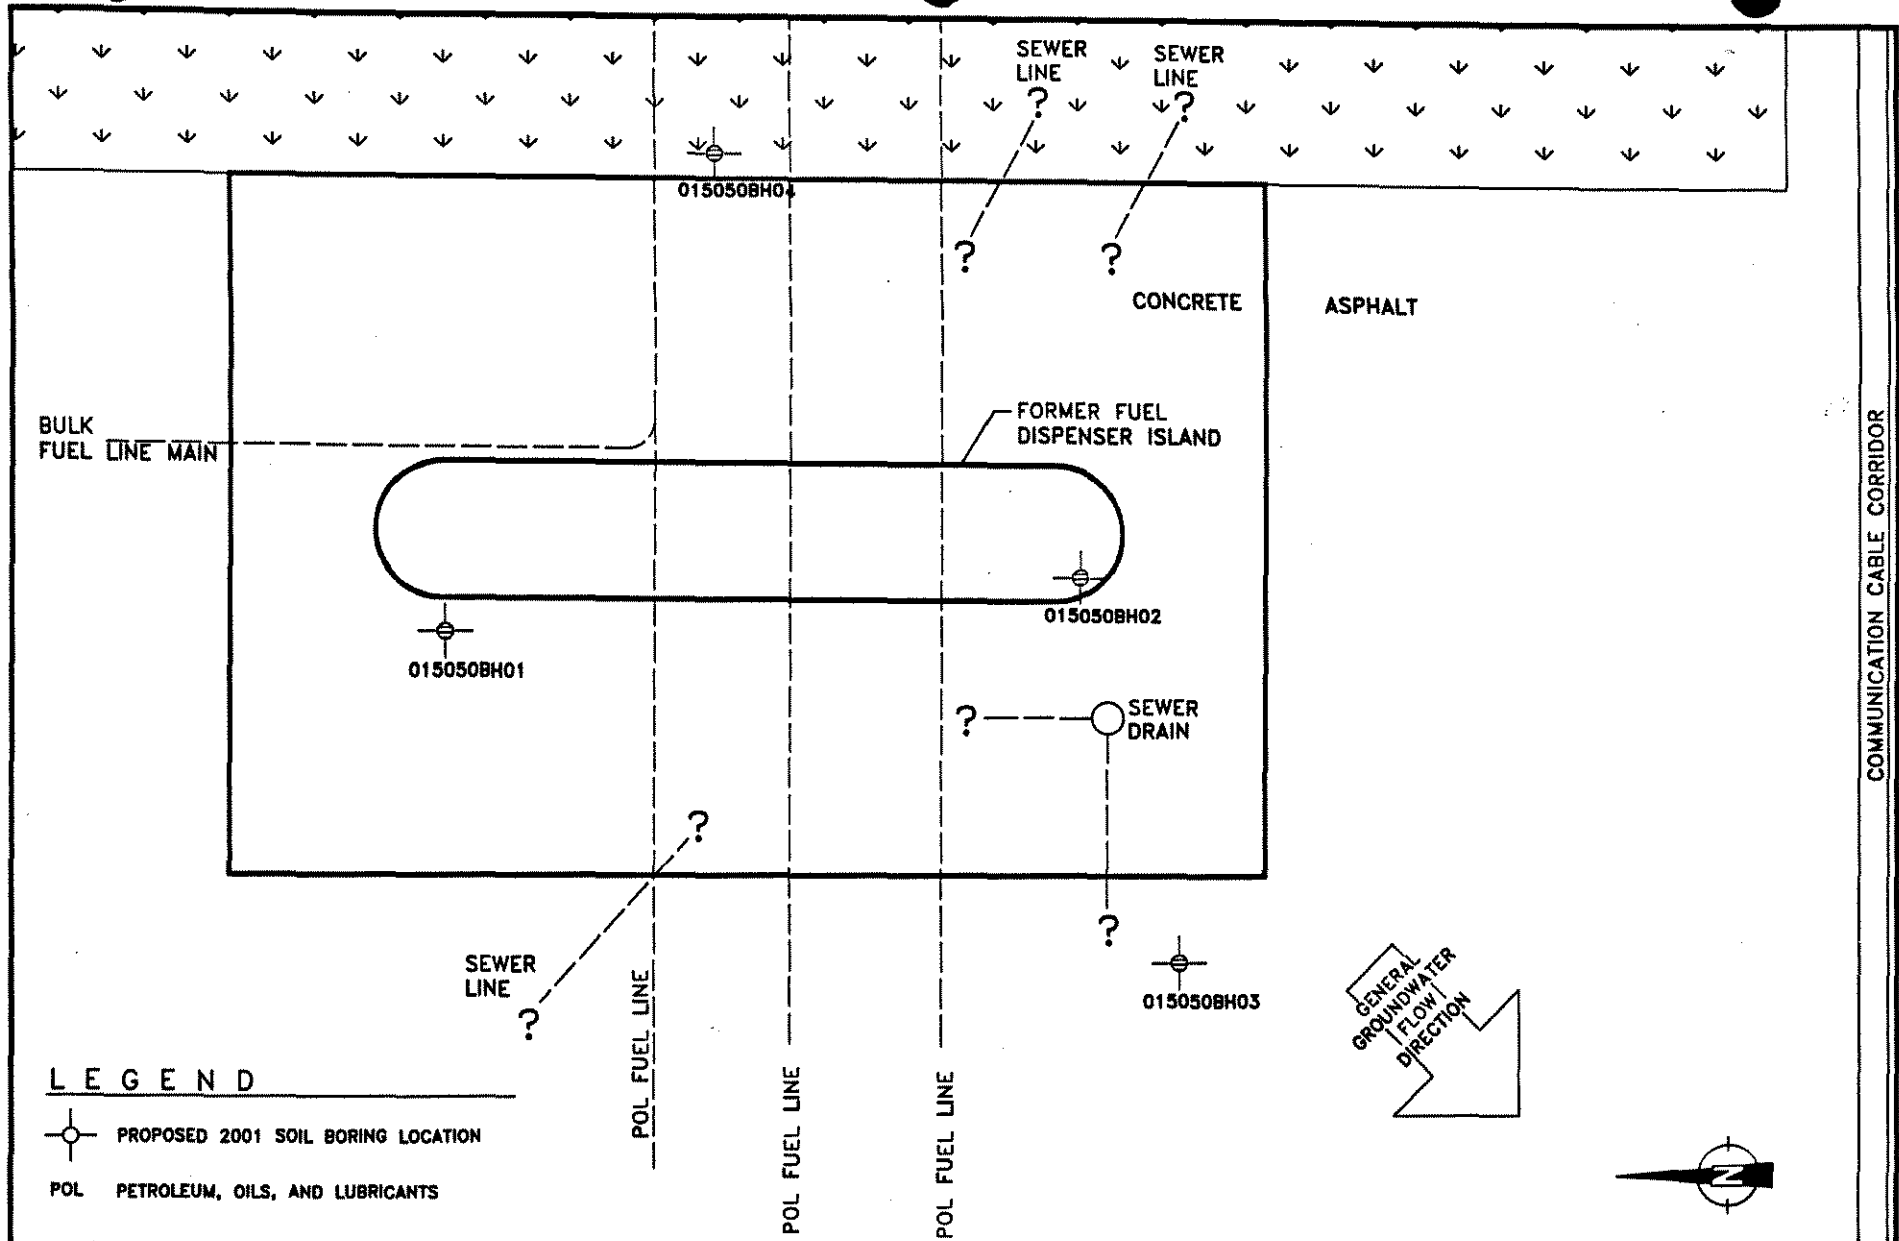 SEWER
LINE
?
SEWER
LINE
?
015050BH04
?
?
CONCRETE
ASPHALT
BULK
FUEL LINE MAIN
FORMER FUEL
DISPENSER ISLAND
COMMUNICATION CABLE CORRIDOR
015050BH02
015050BH01
?
SEWER
DRAIN
?
?
SEWER
LINE
?
015050BH03
GENERAL
GROUNDWATER
FLOW
DIRECTION
POL FUEL LINE
POL FUEL LINE
POL FUEL LINE
LEGEND
PROPOSED 2001 SOIL BORING LOCATION
POL PETROLEUM, OILS, AND LUBRICANTS
N